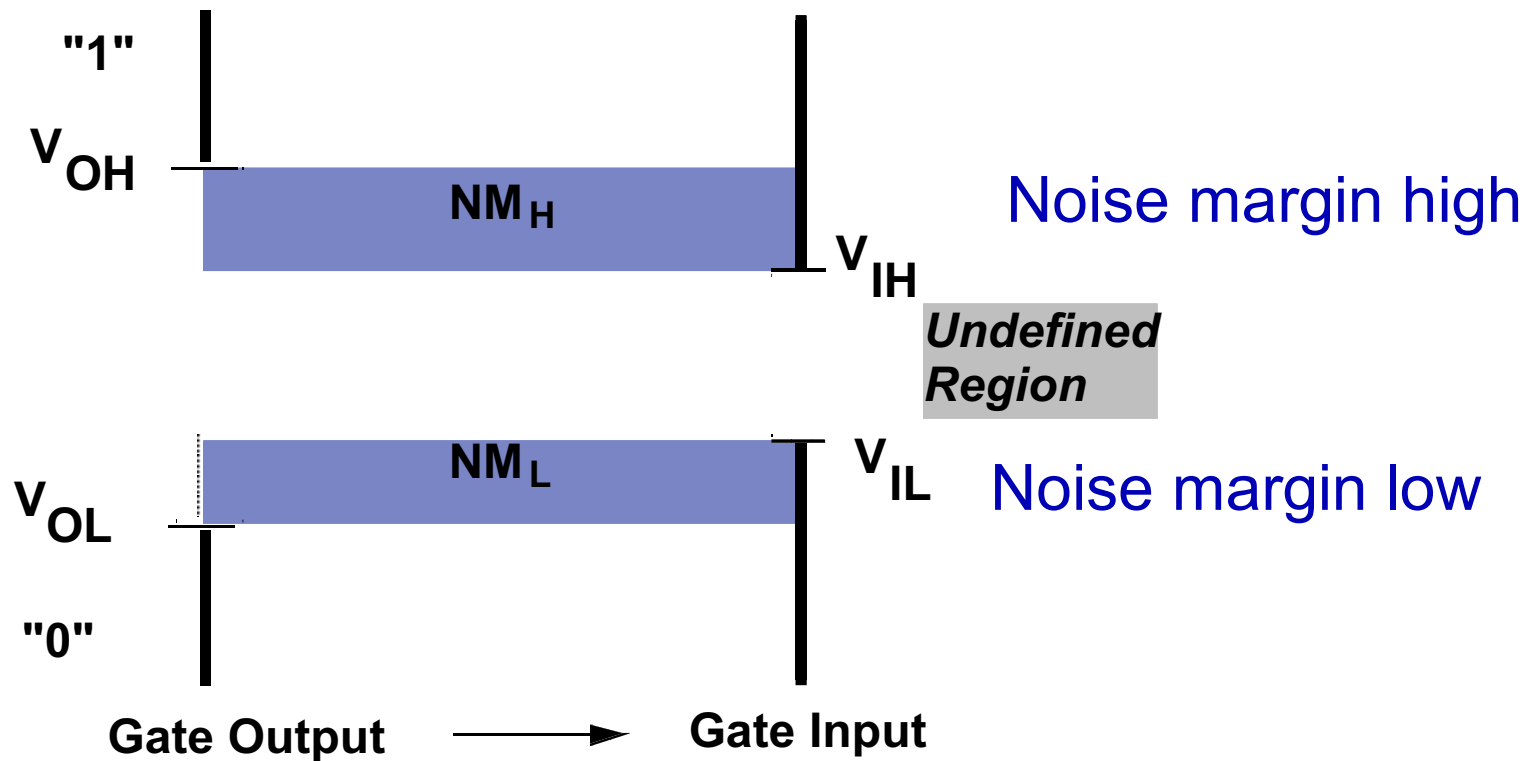 "1"
VOH
NMH
Noise margin high
VIH
Undefined
Region
NML
VIL
Noise margin low
VOL
"0"
Gate Output
Gate Input